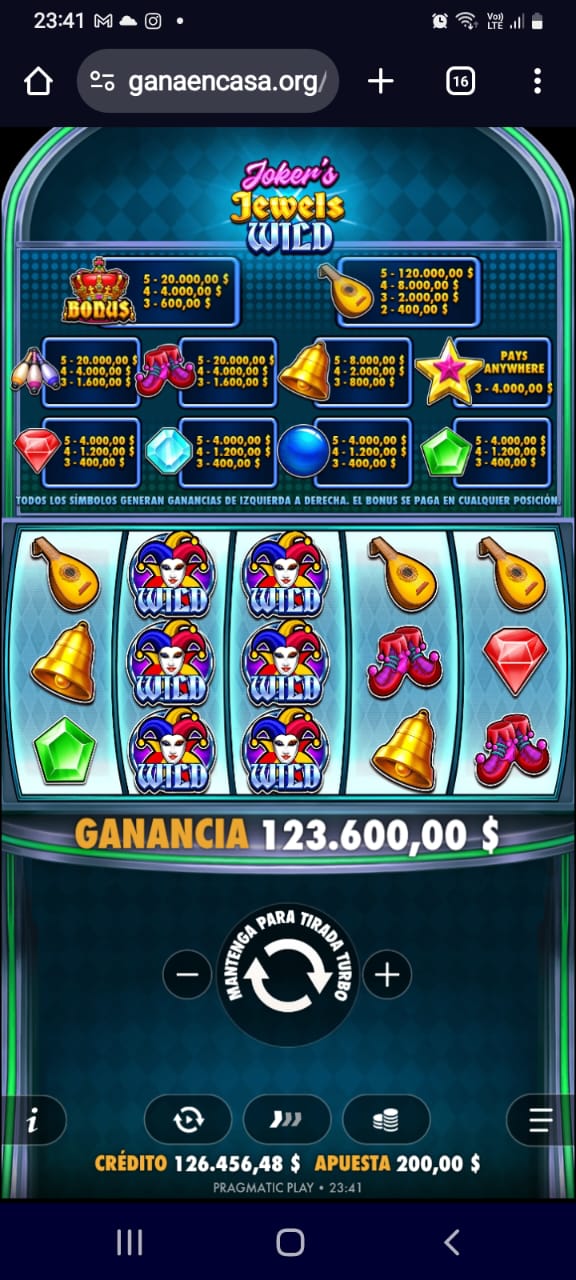 23:41
Vo)) LTE
ganaencasa.org/
16
Joker's
Jewels
WILD
BONUS
5 - 20.000,00 $
4 - 4.000,00 $
3 - 600,00 $
5 - 120.000,00 $
4 - 8.000,00 $
3 - 2.000,00 $
2 - 400,00 $
5 - 20.000,00 $
4 - 4.000,00 $
3 - 1.600,00 $
5 - 20.000,00 $
4 - 4.000,00 $
3 - 1.600,00 $
5 - 8.000,00 $
4 - 2.000,00 $
3 - 800,00 $
PAYS
ANYWHERE
3 - 4.000,00 $
5 - 4.000,00 $
4 - 1.200,00 $
3 - 400,00 $
5 - 4.000,00 $
4 - 1.200,00 $
3 - 400,00 $
5 - 4.000,00 $
4 - 1.200,00 $
3 - 400,00 $
5 - 4.000,00 $
4 - 1.200,00 $
3 - 400,00 $
TODOS LOS SÍMBOLOS GENERAN GANANCIAS DE IZQUIERDA A DERECHA. EL BONUS SE PAGA EN CUALQUIER POSICIÓN.
WILD WILD
WILD WILD
WILD WILD
GANANCIA 123.600,00 $
MANTENGA PARA TIRADA TURBO
CRÉDITO 126.456,48 $ APUESTA 200,00 $
PRAGMATIC PLAY • 23:41